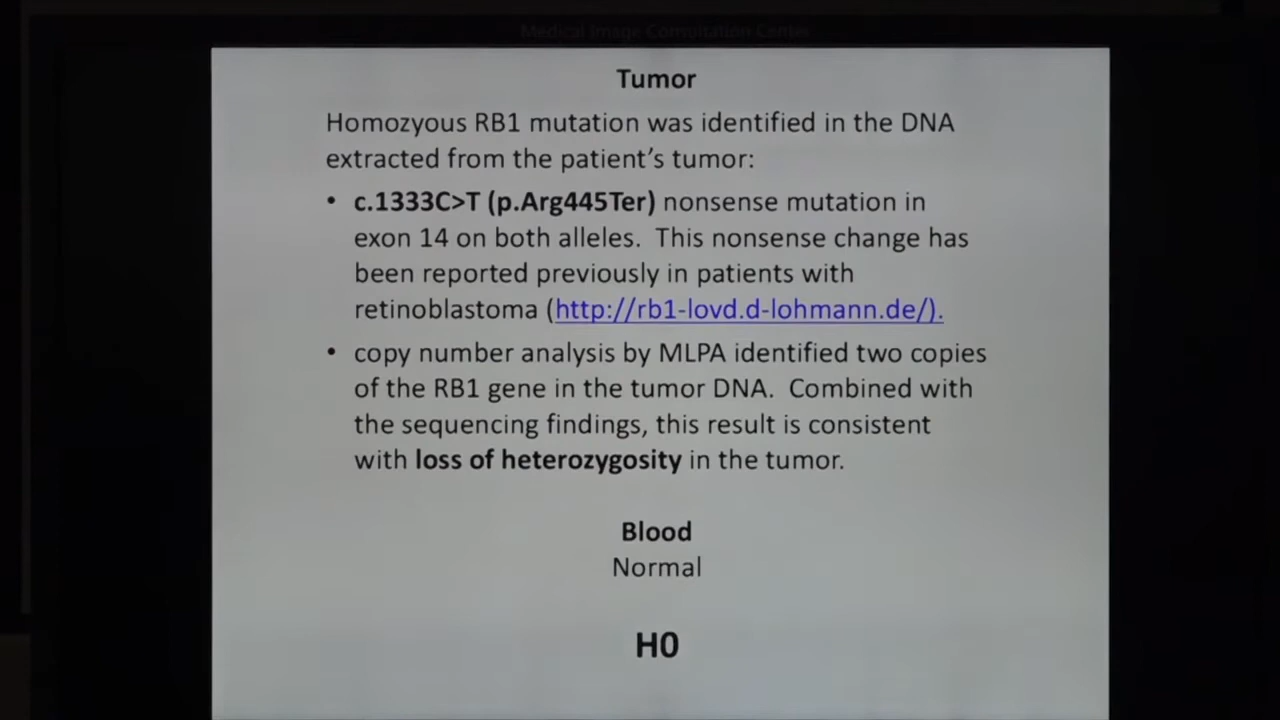 Medical Image Compilation Center
Tumor
Homozyous RB1 mutation was identified in the DNA
extracted from the patient's tumor:
• c.1333C>T (p.Arg445Ter) nonsense mutation in
exon 14 on both alleles. This nonsense change has
been reported previously in patients with
retinoblastoma (http://rb1-lovd.d-lohmann.de/).
• copy number analysis by MLPA identified two copies
of the RB1 gene in the tumor DNA. Combined with
the sequencing findings, this result is consistent
with loss of heterozygosity in the tumor.
Blood
Normal
H0